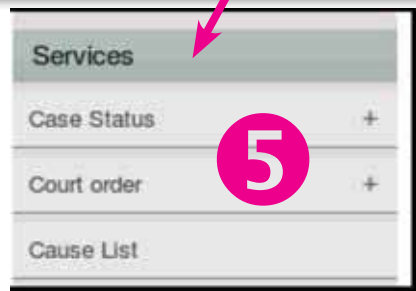 Services
Case Status +
5
Court order +
Cause List